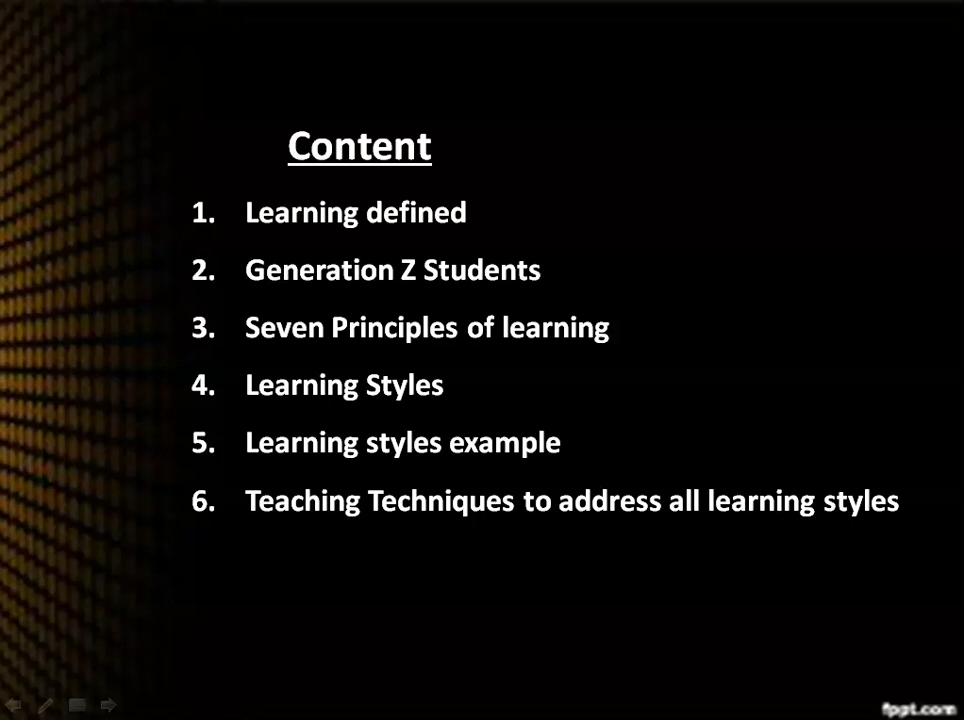 Content
1. Learning defined
2. Generation Z Students
3. Seven Principles of learning
4. Learning Styles
5. Learning styles example
6. Teaching Techniques to address all learning styles
fppt.com